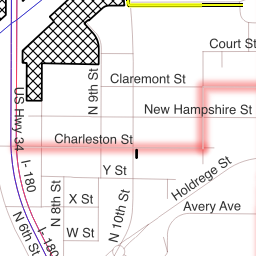 Court St
Claremont St
N 9th St
New Hampshire St
US Hwy 34
Charleston St
I- 180
Y St
Holdrege St
N 8th St
X St
N 10th St
Avery Ave
N 6th St
W St
I- 180